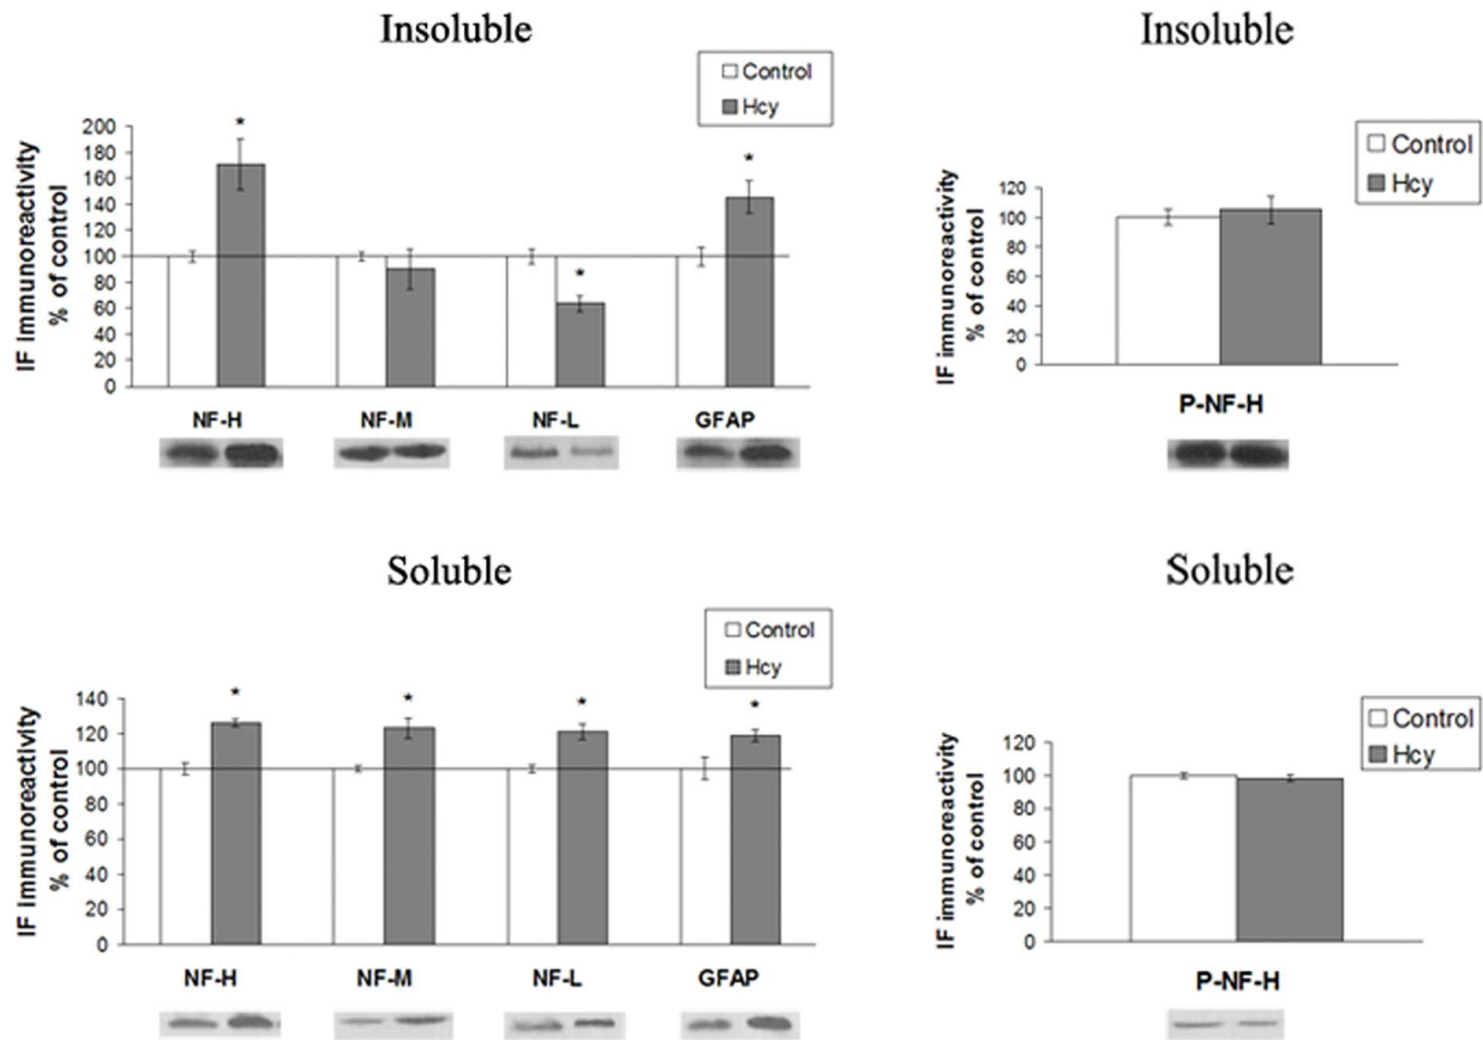 Insoluble
Control
Hcy
IF immunoreactivity
% of control
200
180
160
140
120
100
80
60
40
20
0
*
*
*
NF-H NF-M NF-L GFAP
Insoluble
Control
Hcy
IF immunoreactivity
% of control
120
100
80
60
40
20
0
P-NF-H
Soluble
Control
Hcy
IF immunoreactivity
% of control
140
120
100
80
60
40
20
0
*
*
*
*
NF-H NF-M NF-L GFAP
Soluble
Control
Hcy
IF immunoreactivity
% of control
120
100
80
60
40
20
0
P-NF-H